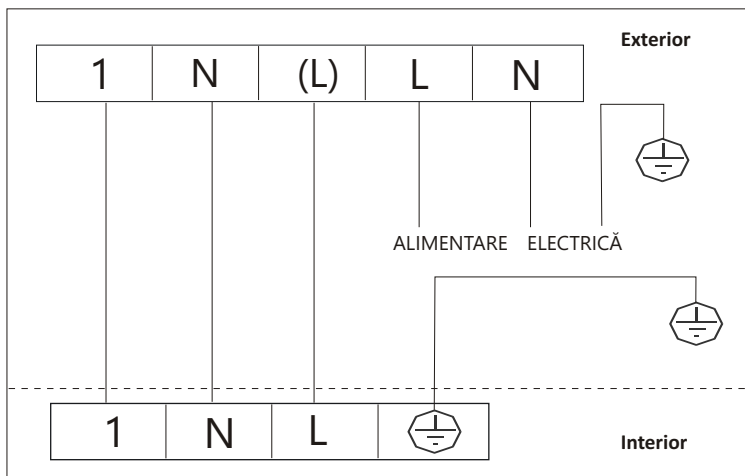 Exterior
1 N (L) L N
ALIMENTARE ELECTRICĂ
1 N L
Interior